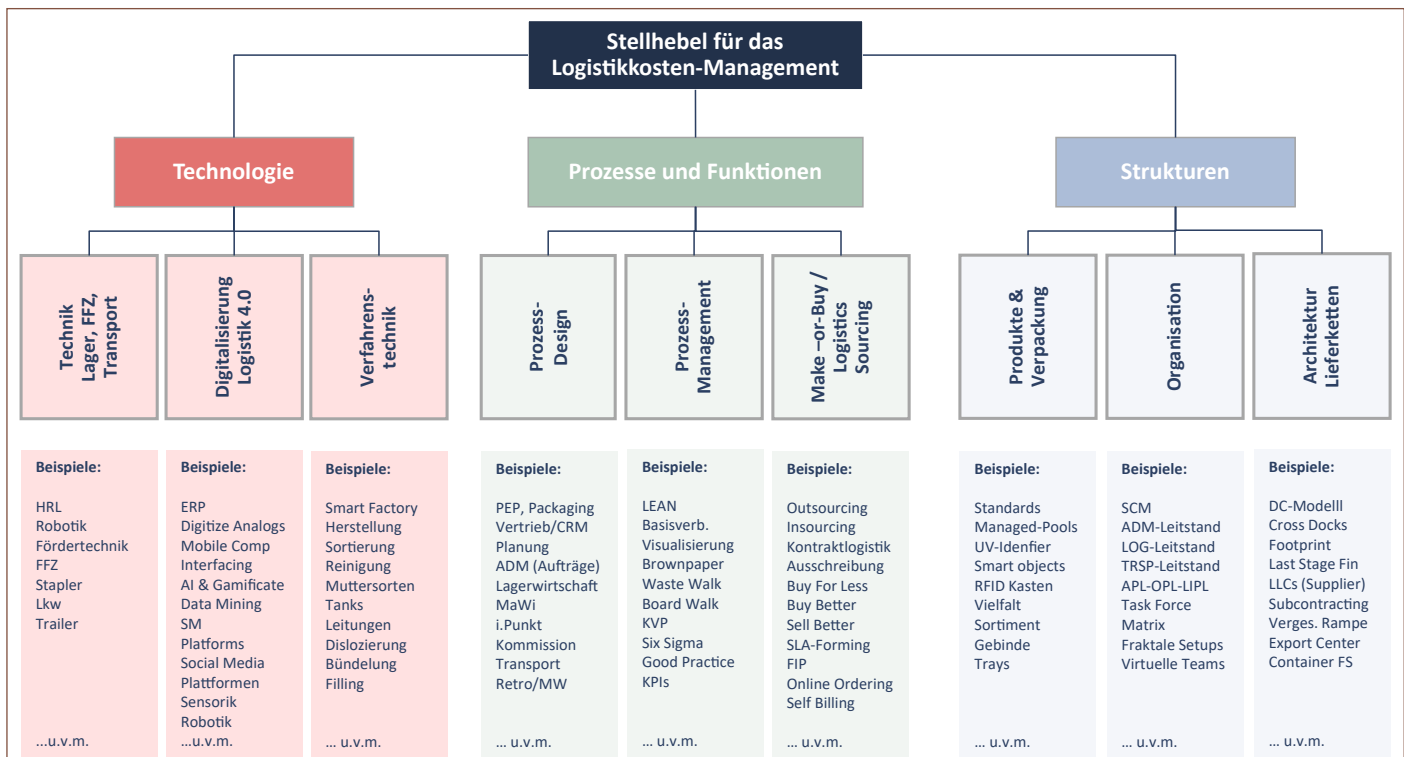 Stellhebel für das
Logistikkosten-Management
Technologie
Prozesse und Funktionen
Strukturen
Technik
Lager, FFZ,
Transport
Digitalisierung
Logistik 4.0
Verfahrens-
technik
Prozess-
Design
Prozess-
Management
Make –or-Buy /
Logistics
Sourcing
Produkte &
Verpackung
Organisation
Architektur
Lieferketten
Beispiele:
HRL
Robotik
Fördertechnik
FFZ
Stapler
Lkw
Trailer
...u.v.m.
Beispiele:
ERP
Digitize Analogs
Mobile Comp
Interfacing
AI & Gamificate
Data Mining
SM
Platforms
Social Media
Plattformen
Sensorik
Robotik
...u.v.m.
Beispiele:
Smart Factory
Herstellung
Sortierung
Reinigung
Muttersorten
Tanks
Leitungen
Dislozierung
Bündelung
Filling
... u.v.m.
Beispiele:
PEP, Packaging
Vertrieb/CRM
Planung
ADM (Aufträge)
Lagerwirtschaft
MaWi
i.Punkt
Kommission
Transport
Retro/MW
... u.v.m.
Beispiele:
LEAN
Basisverb.
Visualisierung
Brownpaper
Waste Walk
Board Walk
KVP
Six Sigma
Good Practice
KPIs
... u.v.m.
Beispiele:
Outsourcing
Insourcing
Kontraktlogistik
Ausschreibung
Buy For Less
Buy Better
Sell Better
SLA-Forming
FIP
Online Ordering
Self Billing
... u.v.m.
Beispiele:
Standards
Managed-Pools
UV-Idenfier
Smart objects
RFID Kasten
Vielfalt
Sortiment
Gebinde
Trays
... u.v.m.
Beispiele:
SCM
ADM-Leitstand
LOG-Leitstand
TRSP-Leitstand
APL-OPL-LIPL
Task Force
Matrix
Fraktale Setups
Virtuelle Teams
... u.v.m.
Beispiele:
DC-Modelll
Cross Docks
Footprint
Last Stage Fin
LLCs (Supplier)
Subcontracting
Verges. Rampe
Export Center
Container FS
... u.v.m.